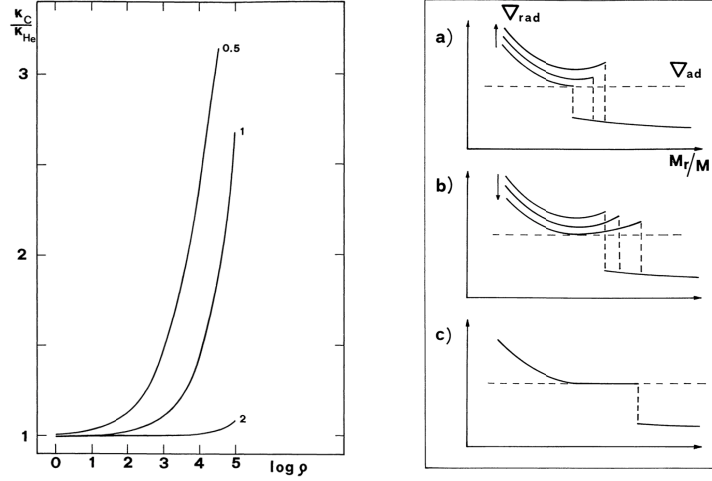 κC
κHe
3
2
1
0.5
1
2
0 1 2 3 4 5 log ρ
a)
∇rad
∇ad
Mr/M
b)
c)